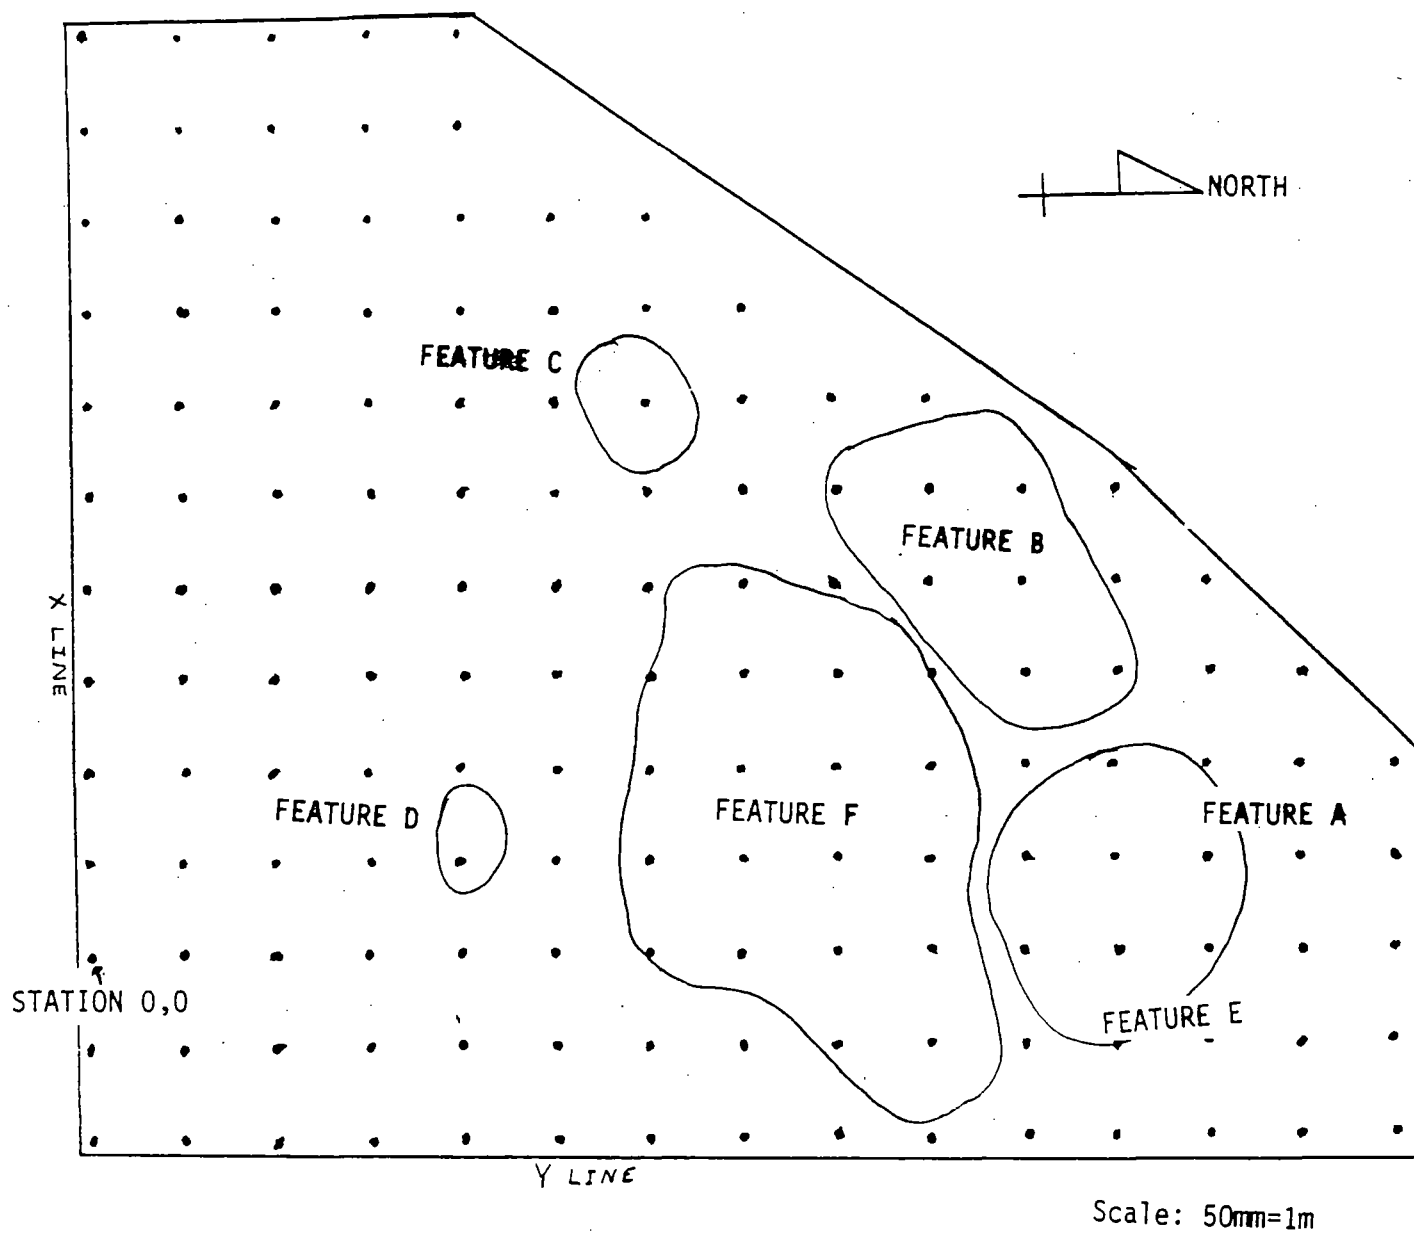 NORTH
FEATURE C
FEATURE B
X LINE
FEATURE D
FEATURE F
FEATURE A
STATION 0,0
FEATURE E
Y LINE
Scale: 50mm=1m